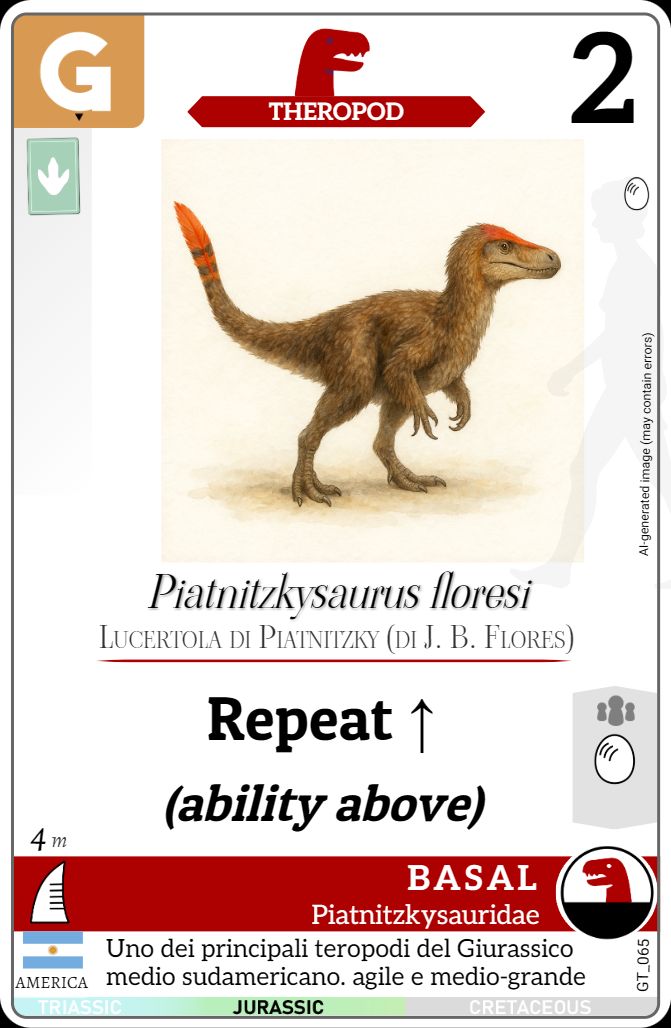 G
THEROPOD
2
AI-generated image (may contain errors)
Piatnitzkysaurus floresi
Lucertola di Piatnitzky (di J. B. Flores)
Repeat ↑
(ability above)
4 m
BASAL
Piatnitzkysauridae
Uno dei principali teropodi del Giurassico
medio sudamericano. agile e medio-grande
AMERICA
GT_065
TRIASSIC
JURASSIC
CRETACEOUS